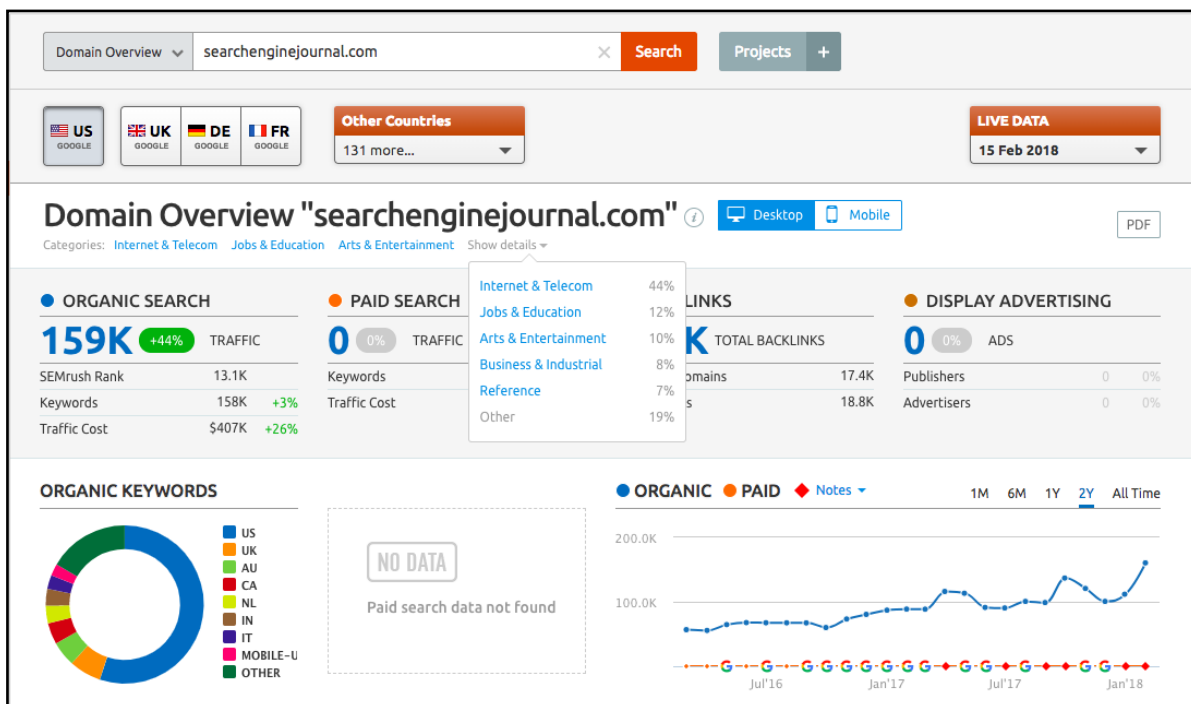 Domain Overview searchenginejournal.com × Search Projects +
US GOOGLE UK GOOGLE DE GOOGLE FR GOOGLE
Other Countries
131 more...
LIVE DATA
15 Feb 2018
Domain Overview "searchenginejournal.com" i Desktop Mobile
PDF
Categories: Internet & Telecom Jobs & Education Arts & Entertainment Show details
Internet & Telecom 44%
Jobs & Education 12%
Arts & Entertainment 10%
Business & Industrial 8%
Reference 7%
Other 19%
ORGANIC SEARCH
159K +44% TRAFFIC
SEMrush Rank 13.1K
Keywords 158K +3%
Traffic Cost $407K +26%
PAID SEARCH
0 0% TRAFFIC
Keywords
Traffic Cost
LINKS
K TOTAL BACKLINKS
omains 17.4K
s 18.8K
DISPLAY ADVERTISING
0 0% ADS
Publishers 0 0%
Advertisers 0 0%
ORGANIC KEYWORDS
US
UK
AU
CA
NL
IN
IT
MOBILE-U
OTHER
NO DATA
Paid search data not found
ORGANIC PAID Notes 1M 6M 1Y 2Y All Time
200.0K
100.0K
G G G G G G G G G G G G G
Jul'16 Jan'17 Jul'17 Jan'18